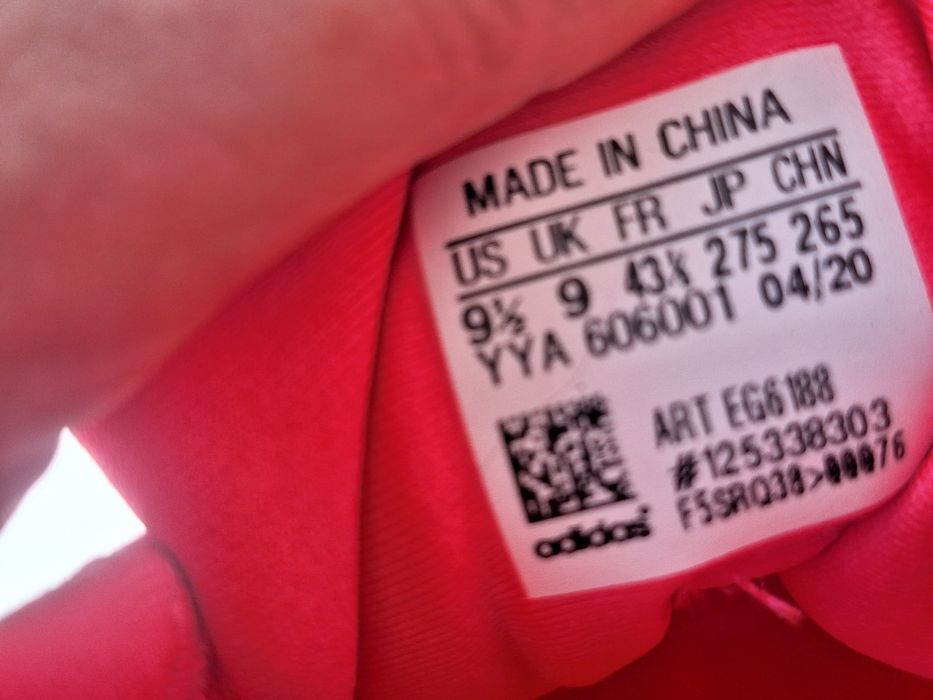 MADE IN CHINA
US UK FR JP CHN
9½ 9 43⅓ 275 265
YYA 606001 04/20
ART EG6188
#125338303
F5SRQ38>00076
adidas